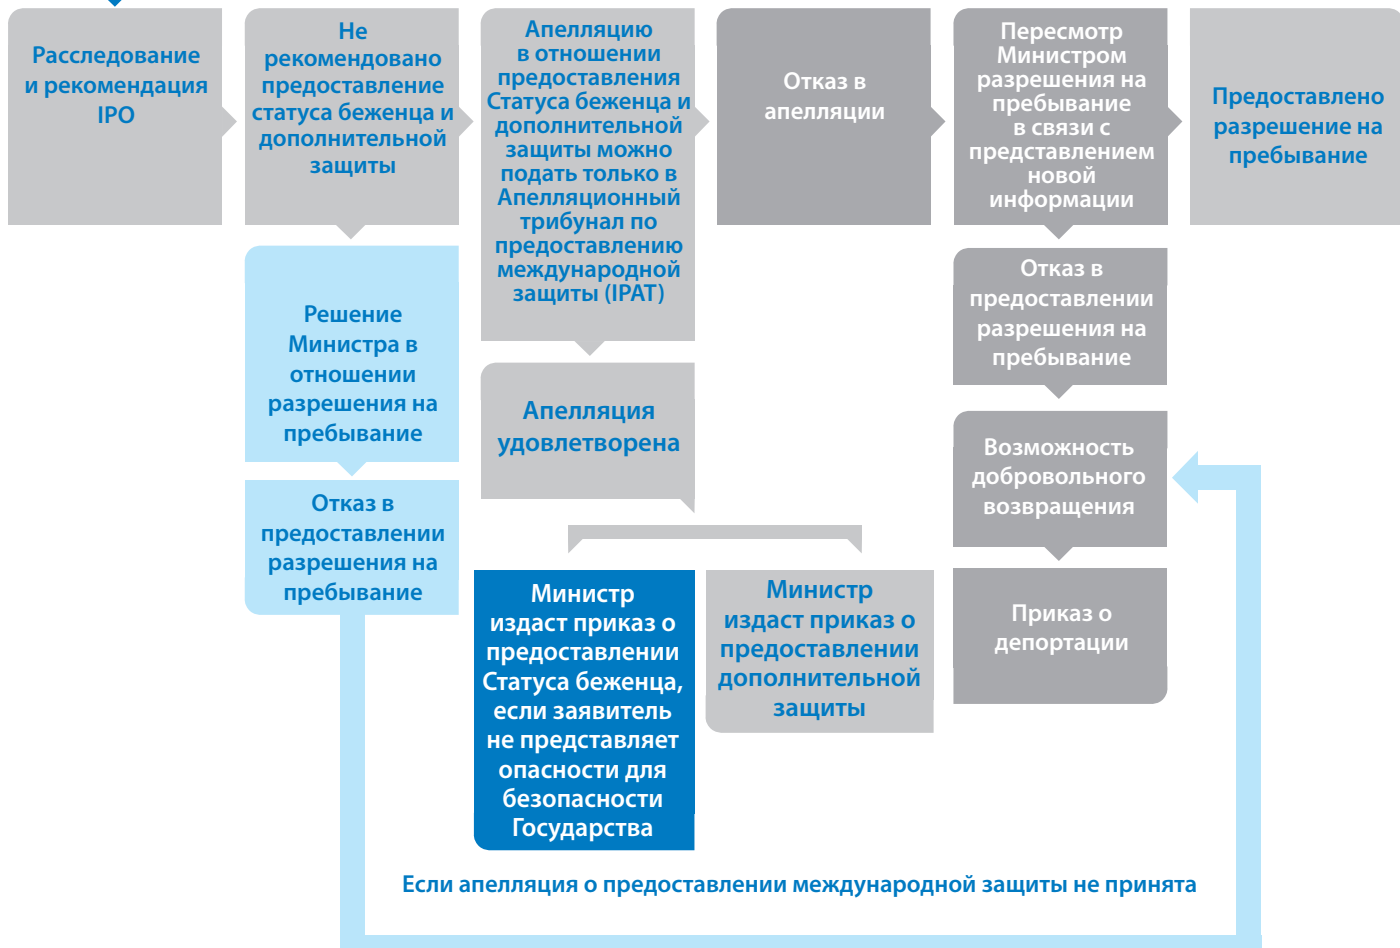 Расследование
и рекомендация
IPO
Не
рекомендовано
предоставление
статуса беженца и
дополнительной
защиты
Апелляцию
в отношении
предоставления
Статуса беженца и
дополнительной
защиты можно
подать только в
Апелляционный
трибунал по
предоставлению
международной
защиты (IPAT)
Отказ в
апелляции
Пересмотр
Министром
разрешения на
пребывание
в связи с
представлением
новой
информации
Предоставлено
разрешение на
пребывание
Решение
Министра в
отношении
разрешения на
пребывание
Отказ в
предоставлении
разрешения на
пребывание
Апелляция
удовлетворена
Отказ в
предоставлении
разрешения на
пребывание
Возможность
добровольного
возвращения
Министр
издаст приказ о
предоставлении
Статуса беженца,
если заявитель
не представляет
опасности для
безопасности
Государства
Министр
издаст приказ о
предоставлении
дополнительной
защиты
Приказ о
депортации
Если апелляция о предоставлении международной защиты не принята